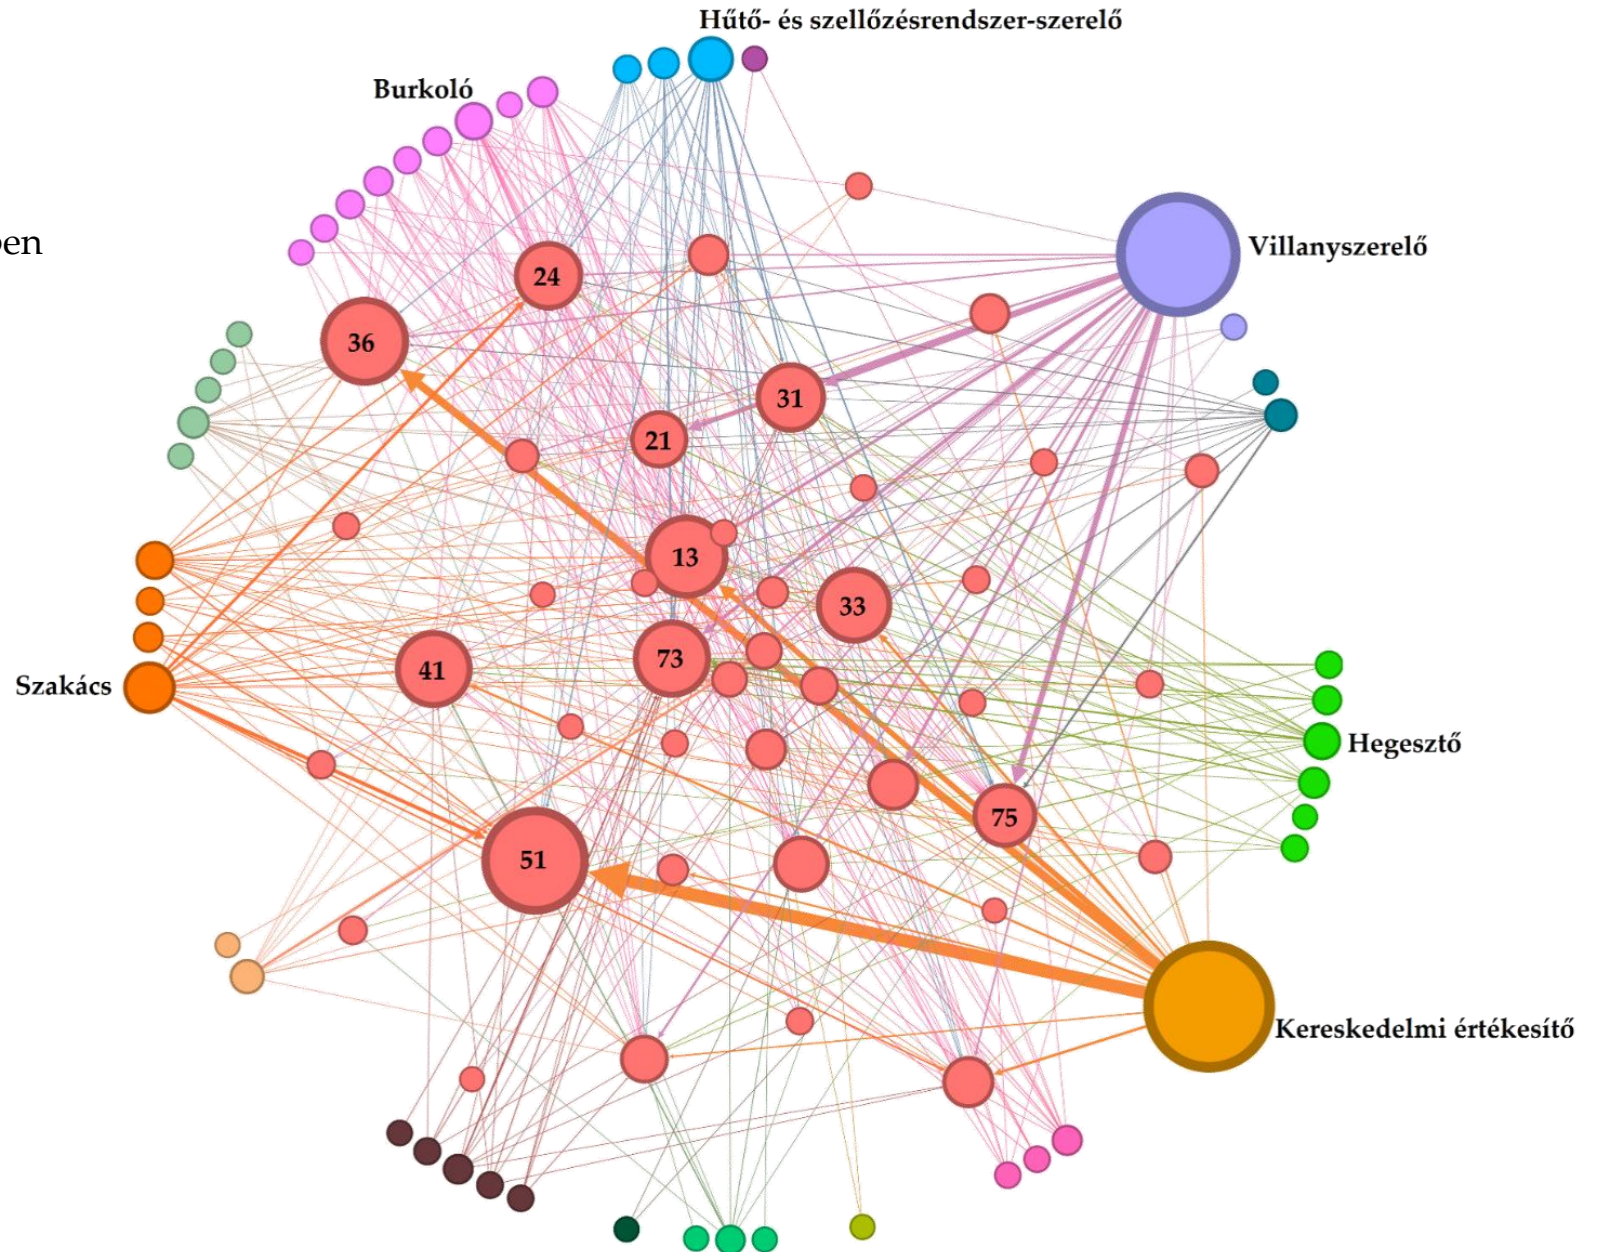 Hűtő- és szellőzésrendszer-szerelő
Burkoló
Villanyszerelő
24
36
31
21
13
33
73
41
Szakács
Hegesztő
75
51
Kereskedelmi értékesítő